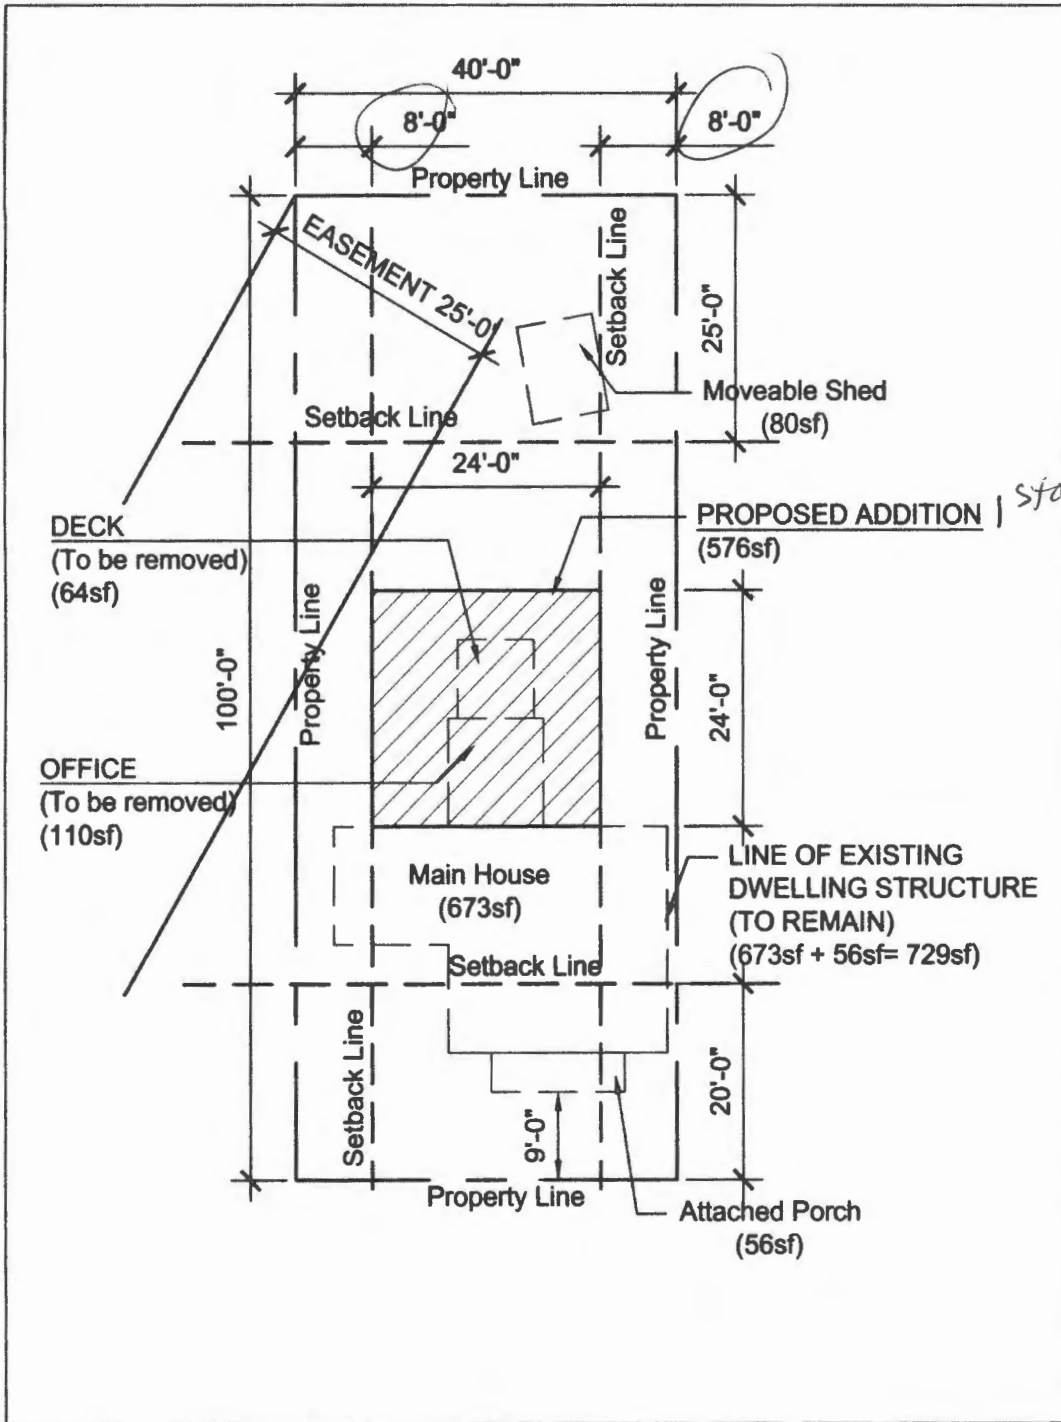 40'-0"
8'-0"
8'-0"
Property Line
EASEMENT 25'-0"
Setback Line
25'-0"
Moveable Shed
(80sf)
Setback Line
24'-0"
DECK
(To be removed)
(64sf)
PROPOSED ADDITION
(576sf)
Property Line
Property Line
100'-0"
24'-0"
OFFICE
(To be removed)
(110sf)
Main House
(673sf)
LINE OF EXISTING
DWELLING STRUCTURE
(TO REMAIN)
(673sf + 56sf= 729sf)
Setback Line
Setback Line
20'-0"
9'-0"
Property Line
Attached Porch
(56sf)